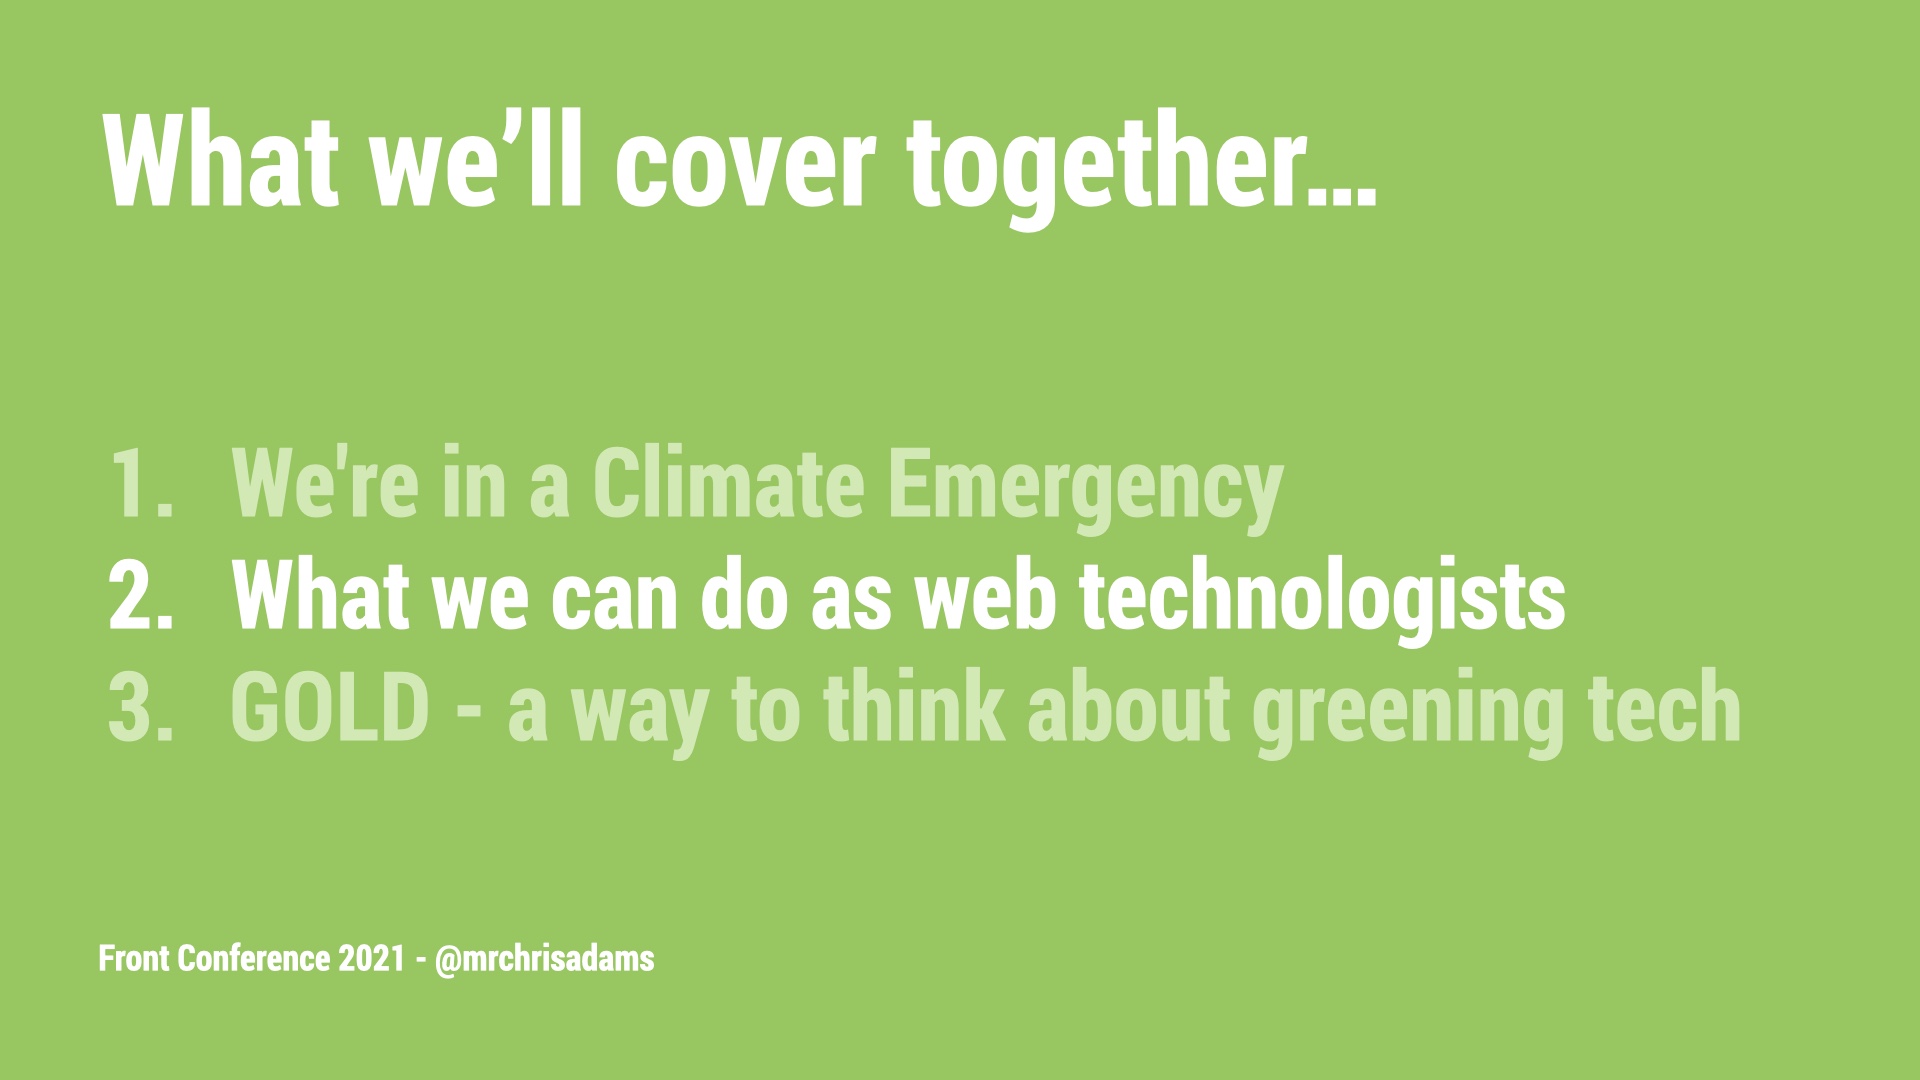 What we’ll cover together…
1. We're in a Climate Emergency
2. What we can do as web technologists
3. GOLD - a way to think about greening tech
Front Conference 2021 - @mrchrisadams